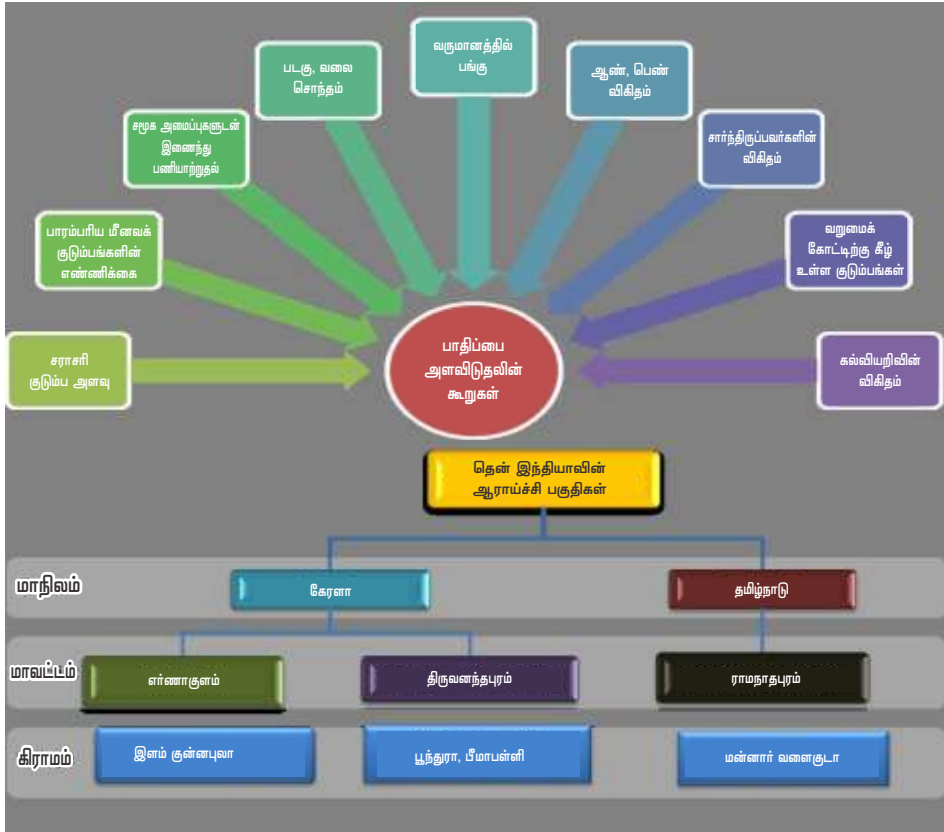 வருமானத்தில்
பங்கு
படகு, வலை
சொந்தம்
ஆண், பெண்
விகிதம்
சமூக அமைப்புகளுடன்
இணைந்து
பணியாற்றுதல்
சார்ந்திருப்பவர்களின்
விகிதம்
பாரம்பரிய மீனவக்
குடும்பங்களின்
எண்ணிக்கை
வறுமைக்
கோட்டிற்கு கீழ்
உள்ள குடும்பங்கள்
சராசரி
குடும்ப அளவு
பாதிப்பை
அளவிடுதலின்
கூறுகள்
கல்வியறிவின்
விகிதம்
தென் இந்தியாவின்
ஆராய்ச்சி பகுதிகள்
மாநிலம்
கேரளா
தமிழ்நாடு
மாவட்டம்
எர்ணாகுளம்
திருவனந்தபுரம்
ராமநாதபுரம்
கிராமம்
இளம் குன்னபுலா
பூந்துரா, பீமாபள்ளி
மன்னார் வளைகுடா